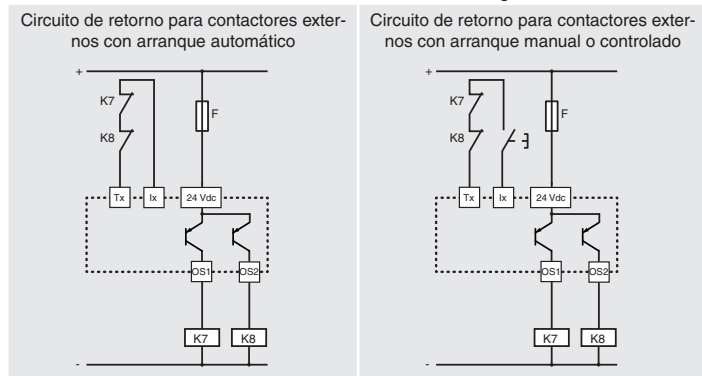 Circuito de retorno para contactores exter-
nos con arranque automático
+
K7
F
K8
Tx
Ix
24 Vdc
OS1
OS2
K7
K8
-
Circuito de retorno para contactores exter-
nos con arranque manual o controlado
+
K7
F
K8
Tx
Ix
24 Vdc
OS1
OS2
K7
K8
-